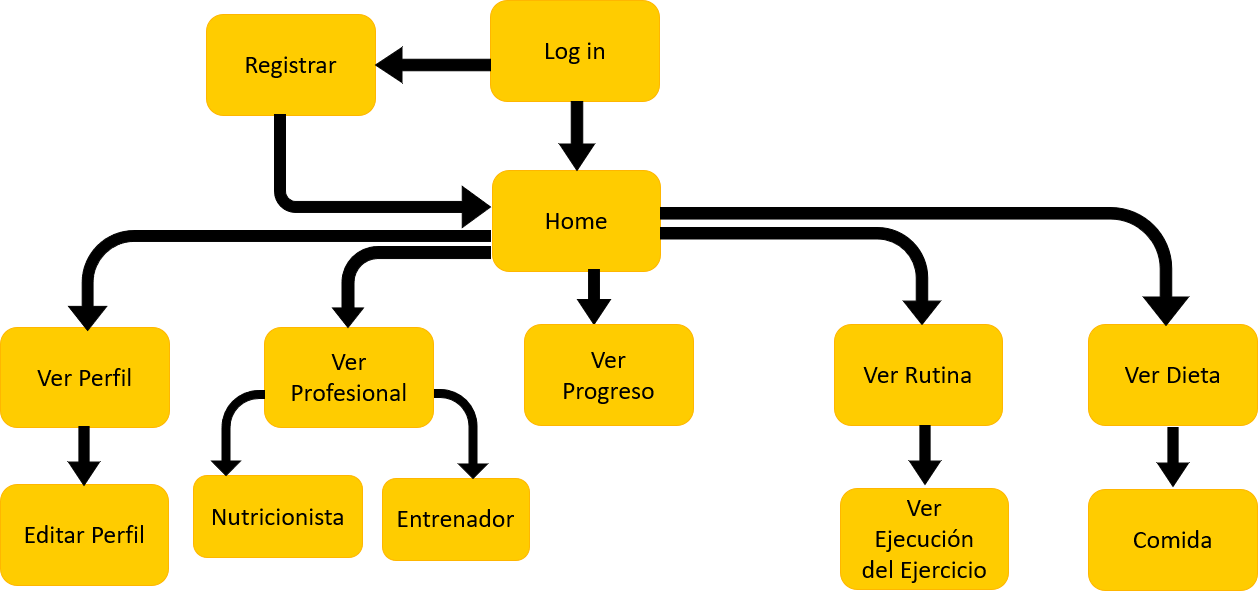 Log in
Registrar
Home
Ver Perfil
Ver
Profesional
Ver
Progreso
Ver Rutina
Ver Dieta
Editar Perfil
Nutricionista
Entrenador
Ver
Ejecución
del Ejercicio
Comida